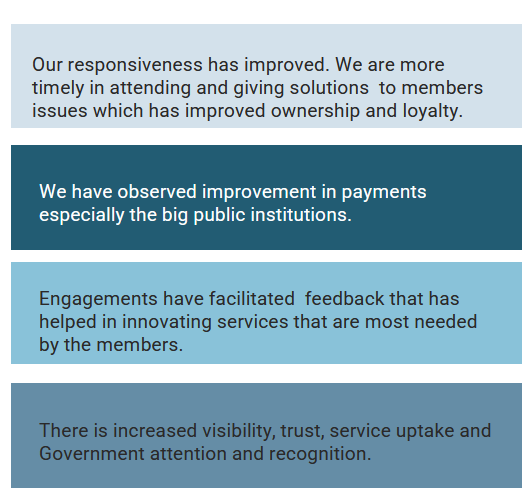 Our responsiveness has improved. We are more
timely in attending and giving solutions  to members
issues which has improved ownership and loyalty.
We have observed improvement in payments
especially the big public institutions.
Engagements have facilitated  feedback that has
helped in innovating services that are most needed
by the members.
There is increased visibility, trust, service uptake and
Government attention and recognition.